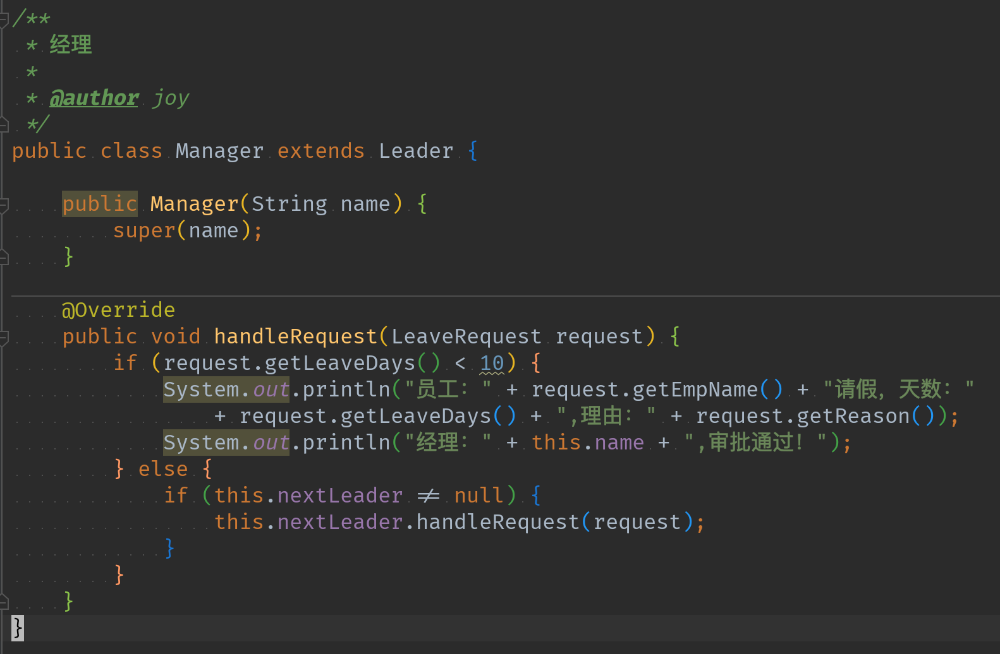 /**
 * 经理
 *
 * @author joy
 */
public class Manager extends Leader {
    public Manager(String name) {
        super(name);
    }
    @Override
    public void handleRequest(LeaveRequest request) {
        if (request.getLeaveDays() < 10) {
            System.out.println("员工：" + request.getEmpName() + "请假，天数："
                + request.getLeaveDays() + ",理由：" + request.getReason());
            System.out.println("经理：" + this.name + ",审批通过！");
        } else {
            if (this.nextLeader ≠ null) {
                this.nextLeader.handleRequest(request);
            }
        }
    }
}